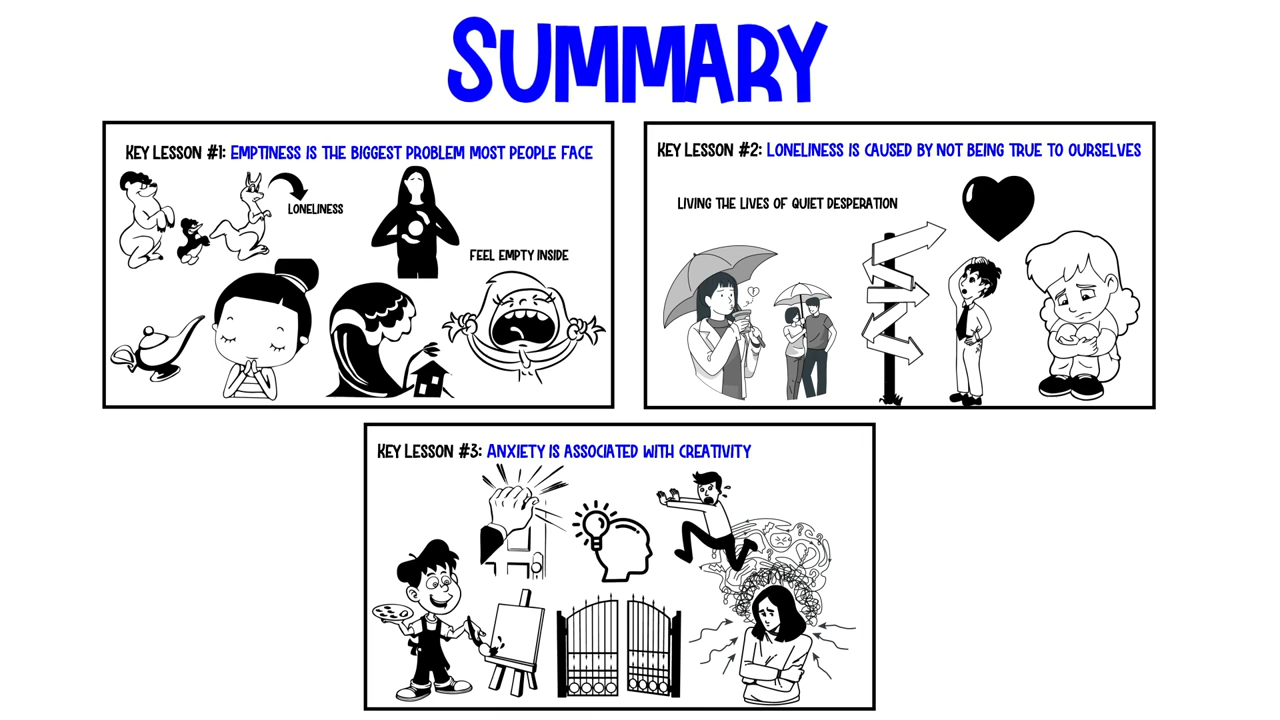 SUMMARY
KEY LESSON #1: EMPTINESS IS THE BIGGEST PROBLEM MOST PEOPLE FACE
LONELINESS
FEEL EMPTY INSIDE
KEY LESSON #2: LONELINESS IS CAUSED BY NOT BEING TRUE TO OURSELVES
LIVING THE LIVES OF QUIET DESPERATION
KEY LESSON #3: ANXIETY IS ASSOCIATED WITH CREATIVITY